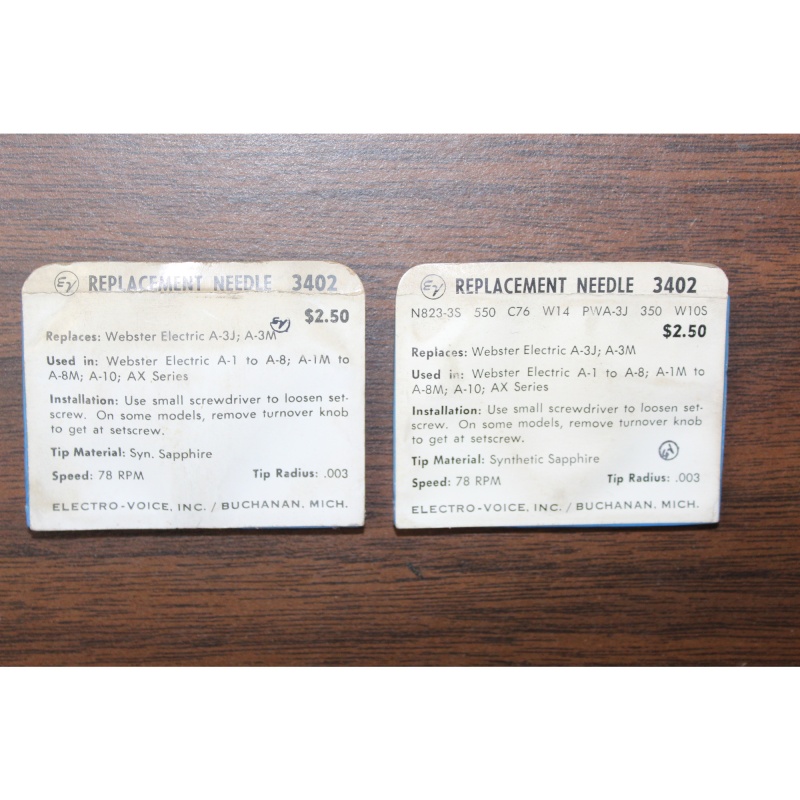 EV REPLACEMENT NEEDLE 3402
$2.50
EV
Replaces: Webster Electric A-3J; A-3M
Used in: Webster Electric A-1 to A-8; A-1M to
A-8M; A-10; AX Series
Installation: Use small screwdriver to loosen set-
screw. On some models, remove turnover knob
to get at setscrew.
Tip Material: Syn. Sapphire
Speed: 78 RPM Tip Radius: .003
ELECTRO-VOICE, INC. / BUCHANAN, MICH.
EV REPLACEMENT NEEDLE 3402
N823-3S 550 C76 W14 PWA-3J 350 W10S
$2.50
Replaces: Webster Electric A-3J; A-3M
Used in: Webster Electric A-1 to A-8; A-1M to
A-8M; A-10; AX Series
Installation: Use small screwdriver to loosen set-
screw. On some models, remove turnover knob
to get at setscrew.
Tip Material: Synthetic Sapphire
Speed: 78 RPM Tip Radius: .003
ELECTRO-VOICE, INC. / BUCHANAN, MICH.